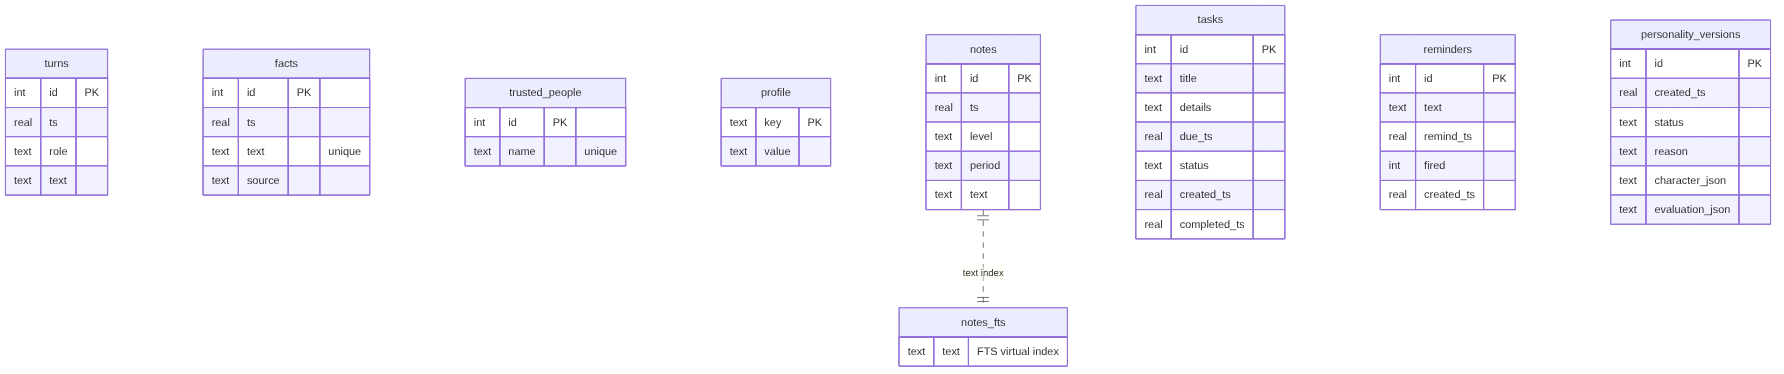 turns
int id PK
real ts
text role
text text
facts
int id PK
real ts
text text unique
text source
trusted_people
int id PK
text name unique
profile
text key PK
text value
notes
int id PK
real ts
text level
text period
text text
text index
notes_fts
text text FTS virtual index
tasks
int id PK
text title
text details
real due_ts
text status
real created_ts
real completed_ts
reminders
int id PK
text text
real remind_ts
int fired
real created_ts
personality_versions
int id PK
real created_ts
text status
text reason
text character_json
text evaluation_json